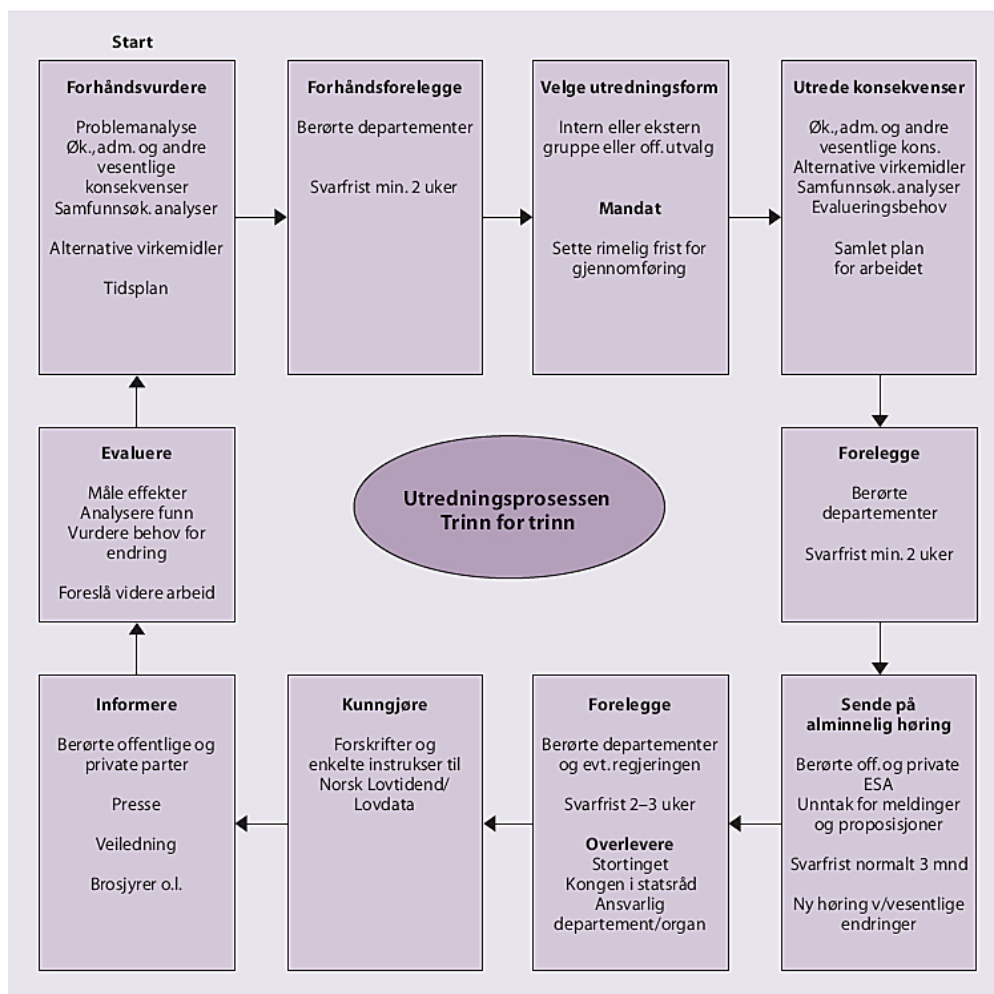 Start
Forhåndsvurdere
Problemanalyse
Øk., adm. og andre
vesentlige
konsekvenser
Samfunnsøk. analyser
Alternative virkemidler
Tidsplan
Forhåndsforelegge
Berørte departementer
Svarfrist min. 2 uker
Velge utredningsform
Intern eller ekstern
gruppe eller off. utvalg
Mandat
Sette rimelig frist for
gjennomføring
Utrede konsekvenser
Øk., adm. og andre
vesentlige kons.
Alternative virkemidler
Samfunnsøk. analyser
Evalueringsbehov
Samlet plan
for arbeidet
Forelegge
Berørte
departementer
Svarfrist min. 2 uker
Sende på
alminnelig høring
Berørte off. og private
ESA
Unntak for meldinger
og proposisjoner
Svarfrist normalt 3 mnd
Ny høring v/vesentlige
endringer
Forelegge
Berørte departementer
og evt. regjeringen
Svarfrist 2–3 uker
Overlevere
Stortinget
Kongen i statsråd
Ansvarlig
departement/organ
Kunngjøre
Forskrifter og
enkelte instrukser til
Norsk Lovtidend/
Lovdata
Informere
Berørte offentlige og
private parter
Presse
Veiledning
Brosjyrer o.l.
Evaluere
Måle effekter
Analysere funn
Vurdere behov for
endring
Foreslå videre arbeid
Utredningsprosessen
Trinn for trinn